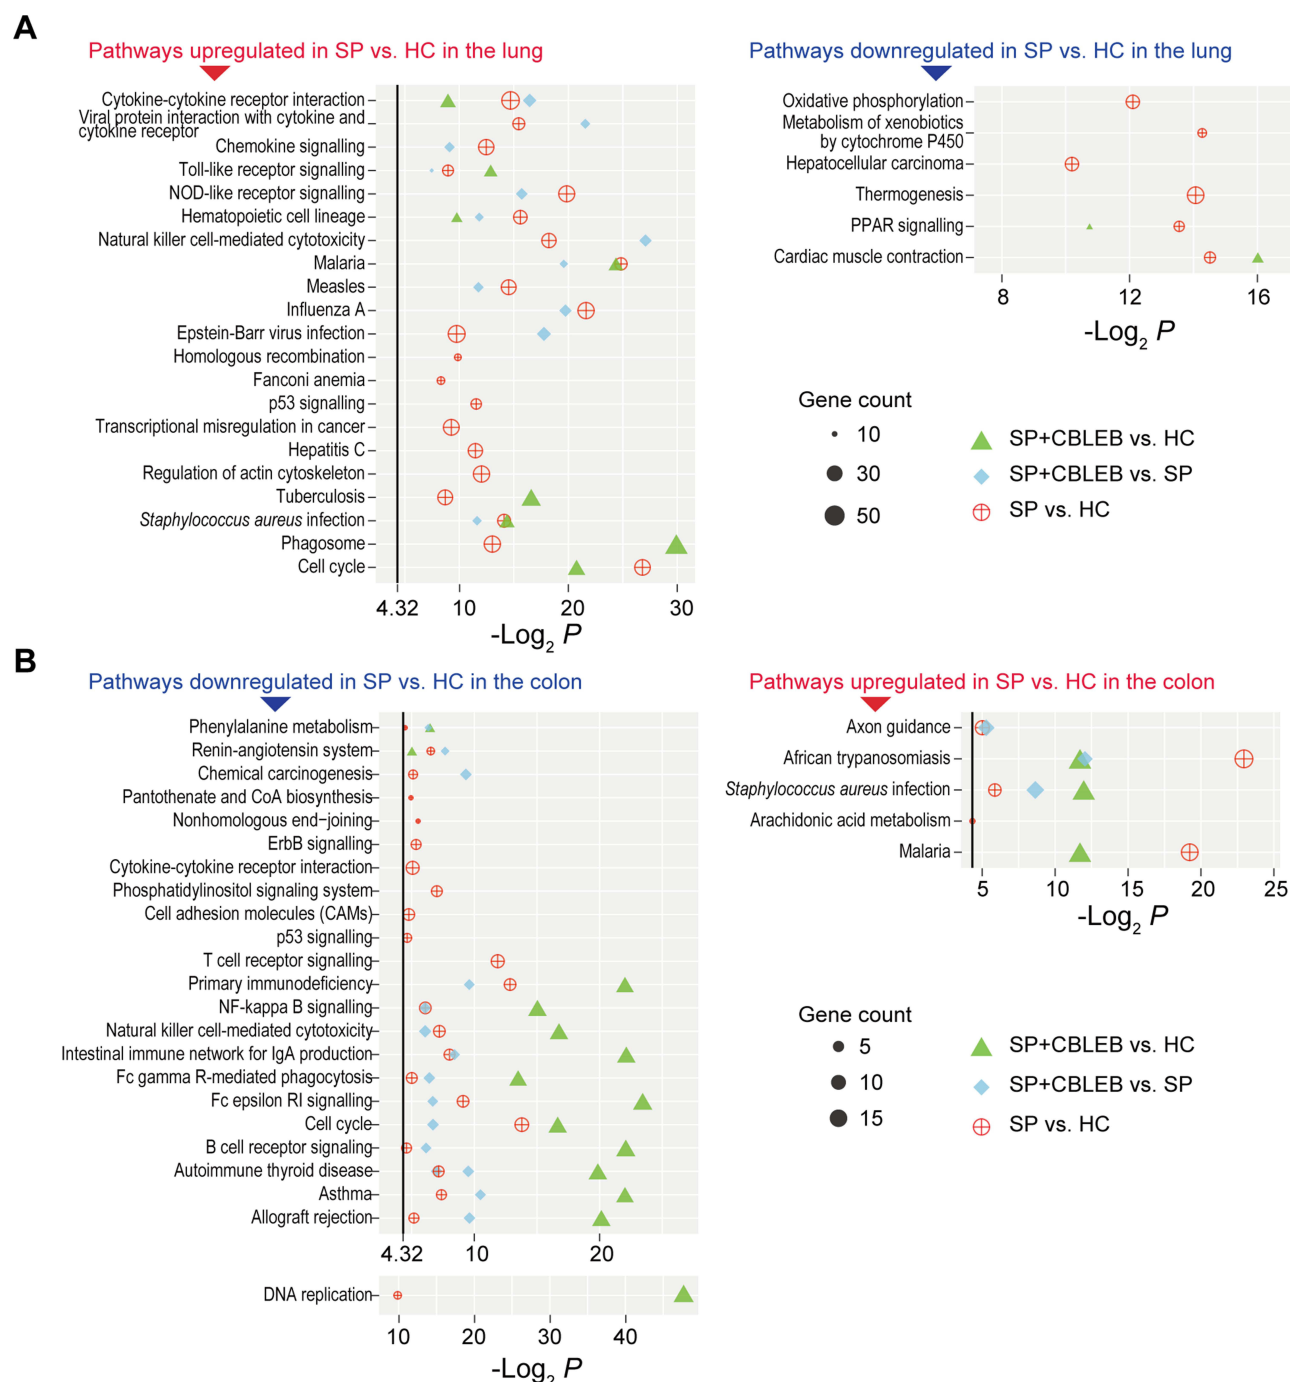 A
Pathways upregulated in SP vs. HC in the lung
Cytokine-cytokine receptor interaction
Viral protein interaction with cytokine and
cytokine receptor
Chemokine signalling
Toll-like receptor signalling
NOD-like receptor signalling
Hematopoietic cell lineage
Natural killer cell-mediated cytotoxicity
Malaria
Measles
Influenza A
Epstein-Barr virus infection
Homologous recombination
Fanconi anemia
p53 signalling
Transcriptional misregulation in cancer
Hepatitis C
Regulation of actin cytoskeleton
Tuberculosis
Staphylococcus aureus infection
Phagosome
Cell cycle
4.32 10 20 30
-Log2 P
Pathways downregulated in SP vs. HC in the lung
Oxidative phosphorylation
Metabolism of xenobiotics
by cytochrome P450
Hepatocellular carcinoma
Thermogenesis
PPAR signalling
Cardiac muscle contraction
8 12 16
-Log2 P
Gene count
10
30
50
SP+CBLEB vs. HC
SP+CBLEB vs. SP
SP vs. HC
B
Pathways downregulated in SP vs. HC in the colon
Phenylalanine metabolism
Renin-angiotensin system
Chemical carcinogenesis
Pantothenate and CoA biosynthesis
Nonhomologous end−joining
ErbB signalling
Cytokine-cytokine receptor interaction
Phosphatidylinositol signaling system
Cell adhesion molecules (CAMs)
p53 signalling
T cell receptor signalling
Primary immunodeficiency
NF-kappa B signalling
Natural killer cell-mediated cytotoxicity
Intestinal immune network for IgA production
Fc gamma R-mediated phagocytosis
Fc epsilon RI signalling
Cell cycle
B cell receptor signaling
Autoimmune thyroid disease
Asthma
Allograft rejection
4.32 10 20
DNA replication
10 20 30 40
-Log2 P
Pathways upregulated in SP vs. HC in the colon
Axon guidance
African trypanosomiasis
Staphylococcus aureus infection
Arachidonic acid metabolism
Malaria
5 10 15 20 25
-Log2 P
Gene count
5
10
15
SP+CBLEB vs. HC
SP+CBLEB vs. SP
SP vs. HC